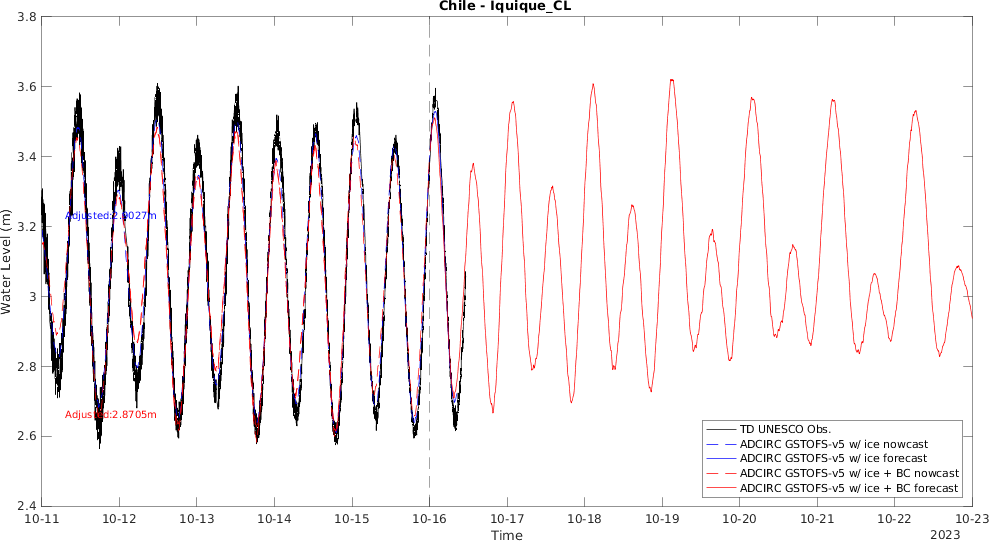 Chile - Iquique_CL
3.8
3.6
3.4
3.2
3
2.8
2.6
2.4
Water Level (m)
Adjusted:2.9027m
Adjusted:2.8705m
TD UNESCO Obs.
ADCIRC GSTOFS-v5 w/ ice nowcast
ADCIRC GSTOFS-v5 w/ ice forecast
ADCIRC GSTOFS-v5 w/ ice + BC nowcast
ADCIRC GSTOFS-v5 w/ ice + BC forecast
10-11 10-12 10-13 10-14 10-15 10-16 10-17 10-18 10-19 10-20 10-21 10-22 10-23
Time
2023